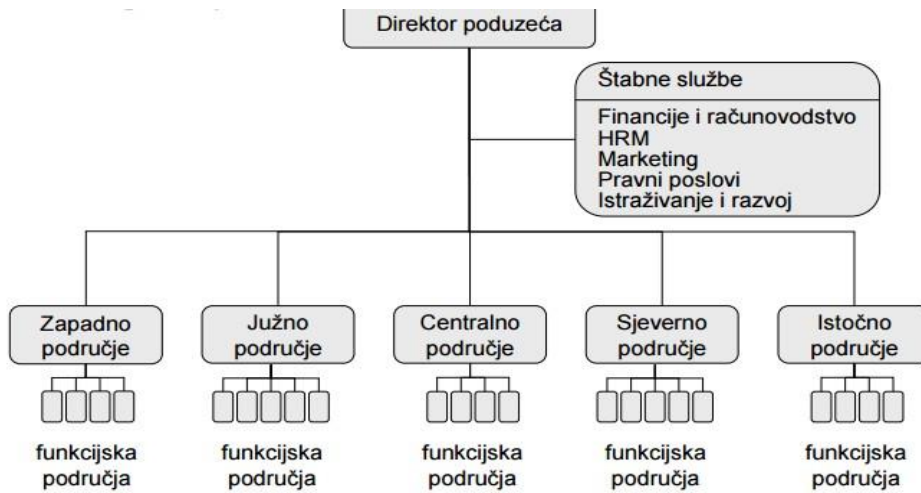 Direktor poduzeća
Štabne službe
Financije i računovodstvo
HRM
Marketing
Pravni poslovi
Istraživanje i razvoj
Zapadno
područje
Južno
područje
Centralno
područje
Sjeverno
područje
Istočno
područje
funkcijska
područja
funkcijska
područja
funkcijska
područja
funkcijska
područja
funkcijska
područja